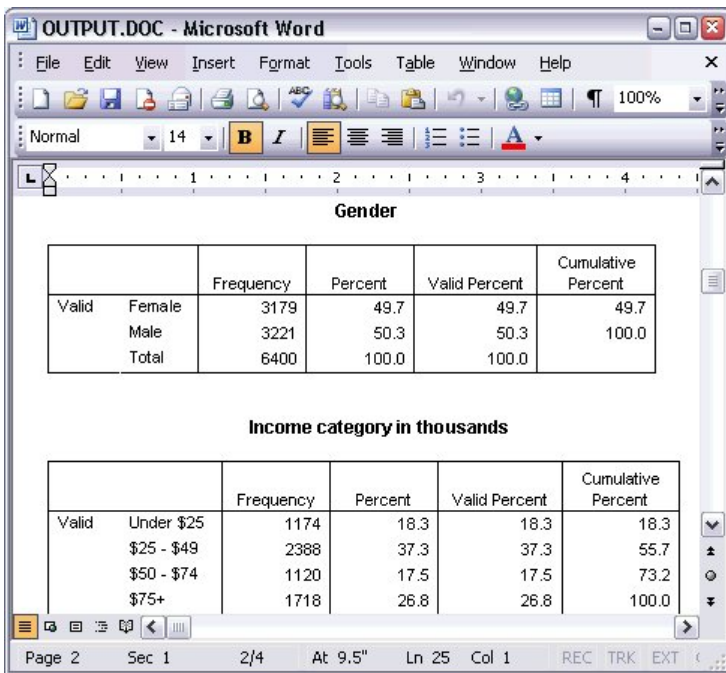 OUTPUT.DOC - Microsoft Word
File Edit View Insert Format Tools Table Window Help
100%
Normal 14 B I A
1 2 3 4
Gender
Frequency Percent Valid Percent Cumulative Percent
Valid Female 3179 49.7 49.7 49.7
Male 3221 50.3 50.3 100.0
Total 6400 100.0 100.0
Income category in thousands
Frequency Percent Valid Percent Cumulative Percent
Valid Under $25 1174 18.3 18.3 18.3
$25 - $49 2388 37.3 37.3 55.7
$50 - $74 1120 17.5 17.5 73.2
$75+ 1718 26.8 26.8 100.0
Page 2 Sec 1 2/4 At 9.5" Ln 25 Col 1 REC TRK EXT